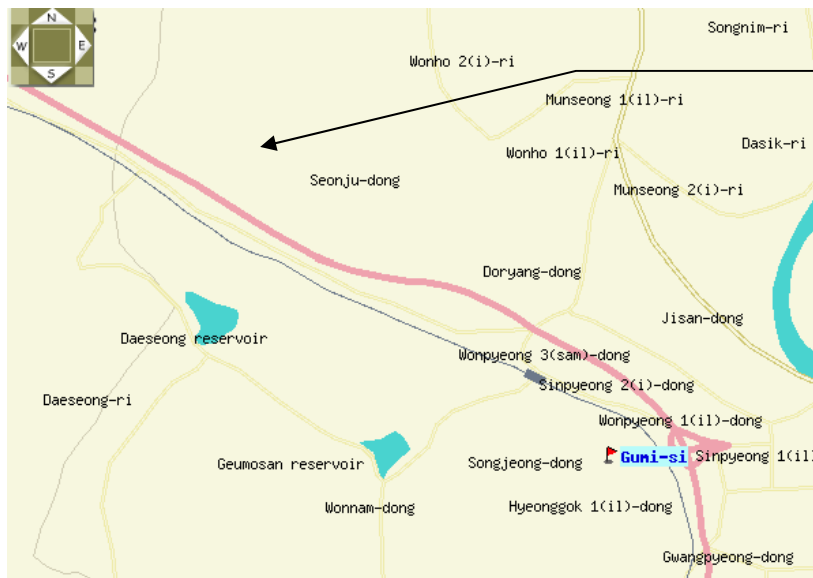 N
W E
S
Songnim-ri
Wonho 2(i)-ri
Munseong 1(il)-ri
Dasik-ri
Wonho 1(il)-ri
Seonju-dong
Munseong 2(i)-ri
Doryang-dong
Jisan-dong
Daeseong reservoir
Wonpyeong 3(sam)-dong
Sinpyeong 2(i)-dong
Daeseong-ri
Wonpyeong 1(il)-dong
Geumosan reservoir
Songjeong-dong
Gumi-si
Sinpyeong 1(il)
Wonnam-dong
Hyeonggok 1(il)-dong
Gwangpyeong-dong